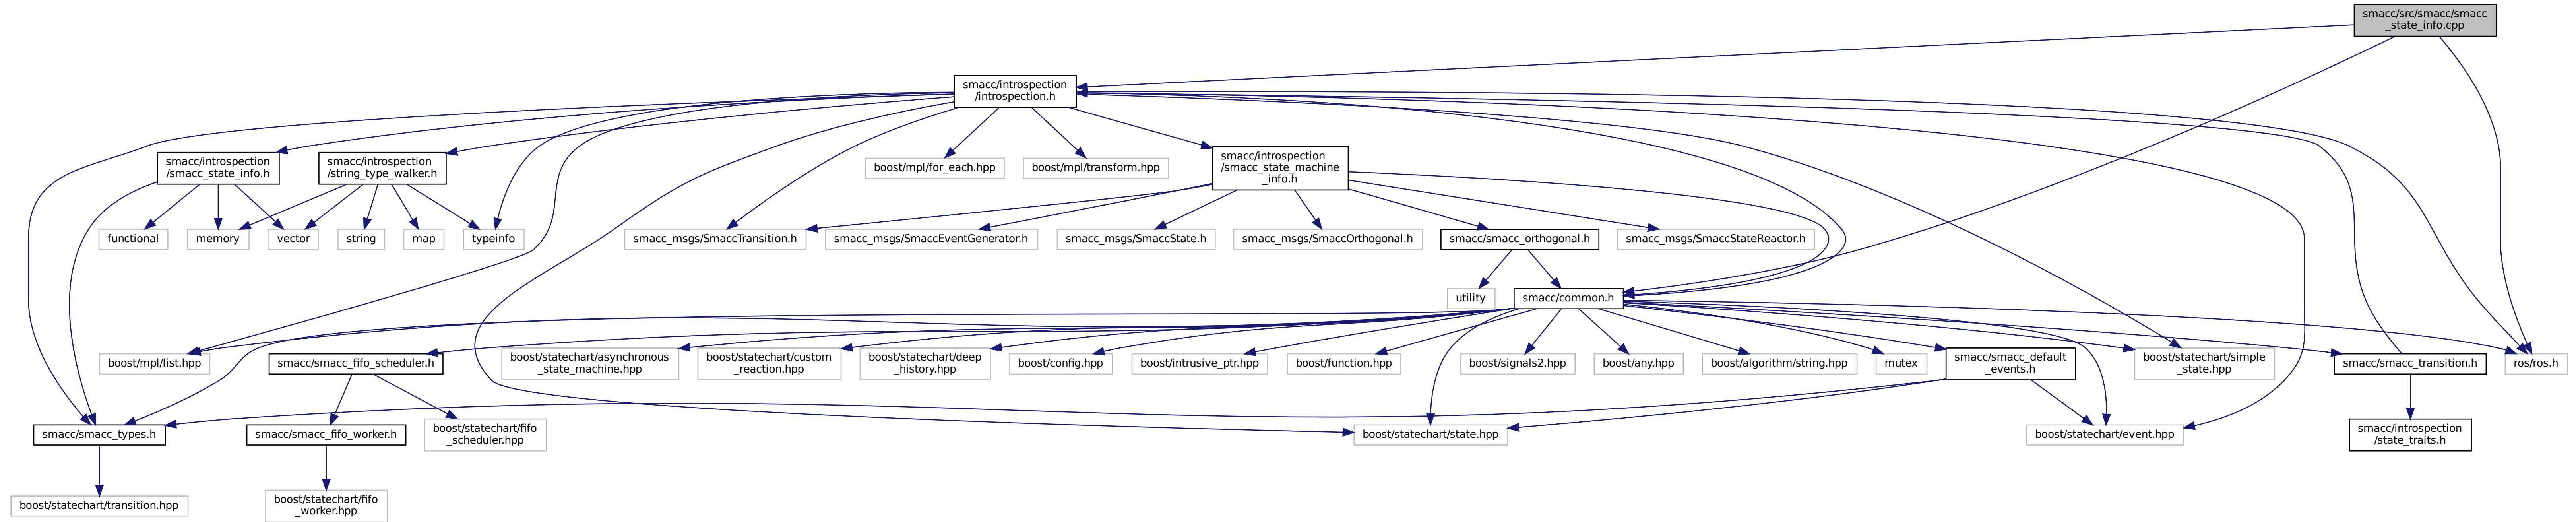 smacc/src/smacc/smacc
_state_info.cpp
smacc/introspection
/introspection.h
smacc/introspection
/smacc_state_info.h
smacc/introspection
/string_type_walker.h
boost/mpl/for_each.hpp
boost/mpl/transform.hpp
smacc/introspection
/smacc_state_machine
_info.h
functional
memory
vector
string
map
typeinfo
smacc_msgs/SmaccTransition.h
smacc_msgs/SmaccEventGenerator.h
smacc_msgs/SmaccState.h
smacc_msgs/SmaccOrthogonal.h
smacc/smacc_orthogonal.h
smacc_msgs/SmaccStateReactor.h
utility
smacc/common.h
boost/mpl/list.hpp
smacc/smacc_fifo_scheduler.h
boost/statechart/asynchronous
_state_machine.hpp
boost/statechart/custom
_reaction.hpp
boost/statechart/deep
_history.hpp
boost/config.hpp
boost/intrusive_ptr.hpp
boost/function.hpp
boost/signals2.hpp
boost/any.hpp
boost/algorithm/string.hpp
mutex
smacc/smacc_default
_events.h
boost/statechart/simple
_state.hpp
smacc/smacc_transition.h
ros/ros.h
smacc/smacc_types.h
smacc/smacc_fifo_worker.h
boost/statechart/fifo
_scheduler.hpp
boost/statechart/state.hpp
boost/statechart/event.hpp
smacc/introspection
/state_traits.h
boost/statechart/transition.hpp
boost/statechart/fifo
_worker.hpp